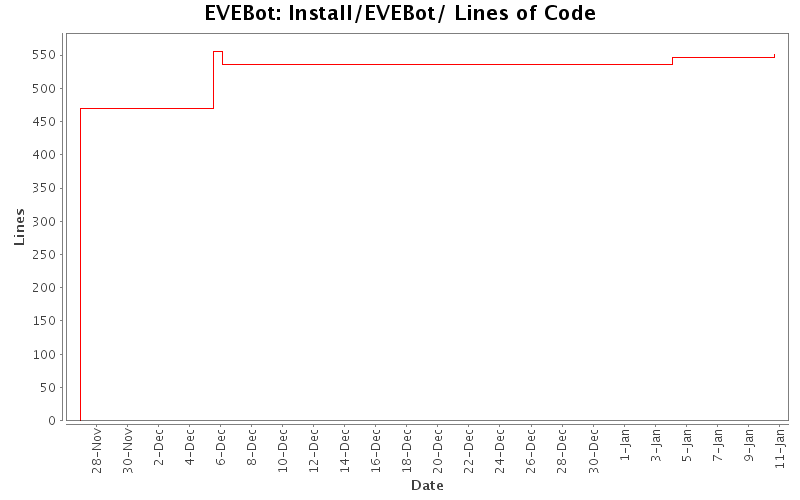 EVEBot: Install/EVEBot/ Lines of Code
550
500
450
400
350
300
250
200
150
100
50
0
Lines
28-Nov
30-Nov
2-Dec
4-Dec
6-Dec
8-Dec
10-Dec
12-Dec
14-Dec
16-Dec
18-Dec
20-Dec
22-Dec
24-Dec
26-Dec
28-Dec
30-Dec
1-Jan
3-Jan
5-Jan
7-Jan
9-Jan
11-Jan
Date